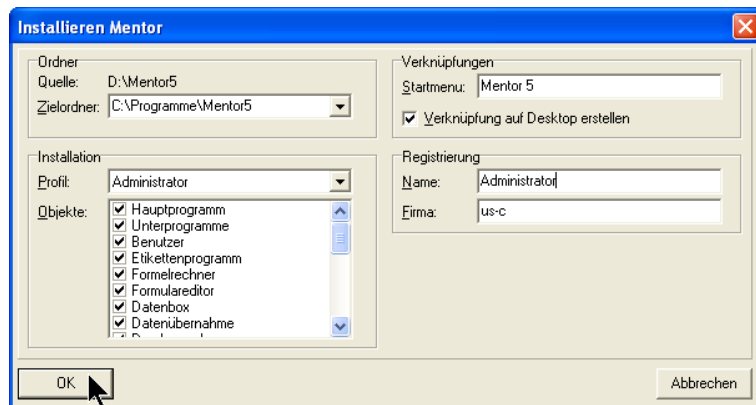 Installieren Mentor
Ordner
Quelle: D:\Mentor5
Zielordner: C:\Programme\Mentor5
Verknüpfungen
Startmenu: Mentor 5
Verknüpfung auf Desktop erstellen
Installation
Profil: Administrator
Objekte: Hauptprogramm
Unterprogramme
Benutzer
Etikettenprogramm
Formelrechner
Formulareditor
Datenbox
Datenübernahme
Registrierung
Name: Administrator
Firma: us-c
OK
Abbrechen